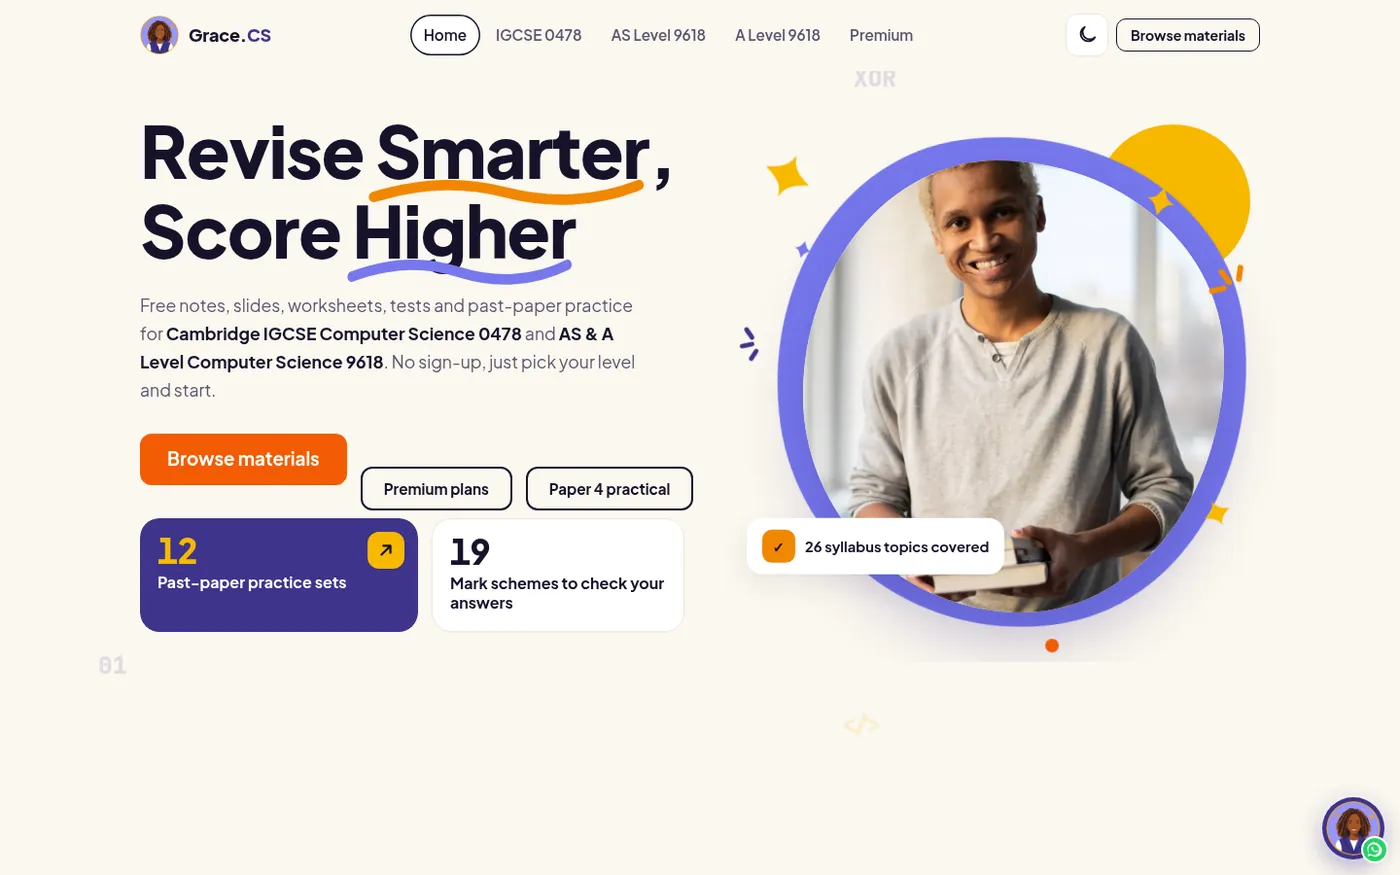 Grace.CS
Home
IGCSE 0478
AS Level 9618
A Level 9618
Premium
Browse materials
XOR
Revise Smarter,
Score Higher
Free notes, slides, worksheets, tests and past-paper practice
for Cambridge IGCSE Computer Science 0478 and AS & A
Level Computer Science 9618. No sign-up, just pick your level
and start.
Browse materials
Premium plans
Paper 4 practical
12
Past-paper practice sets
19
Mark schemes to check your
answers
26 syllabus topics covered
01
</>